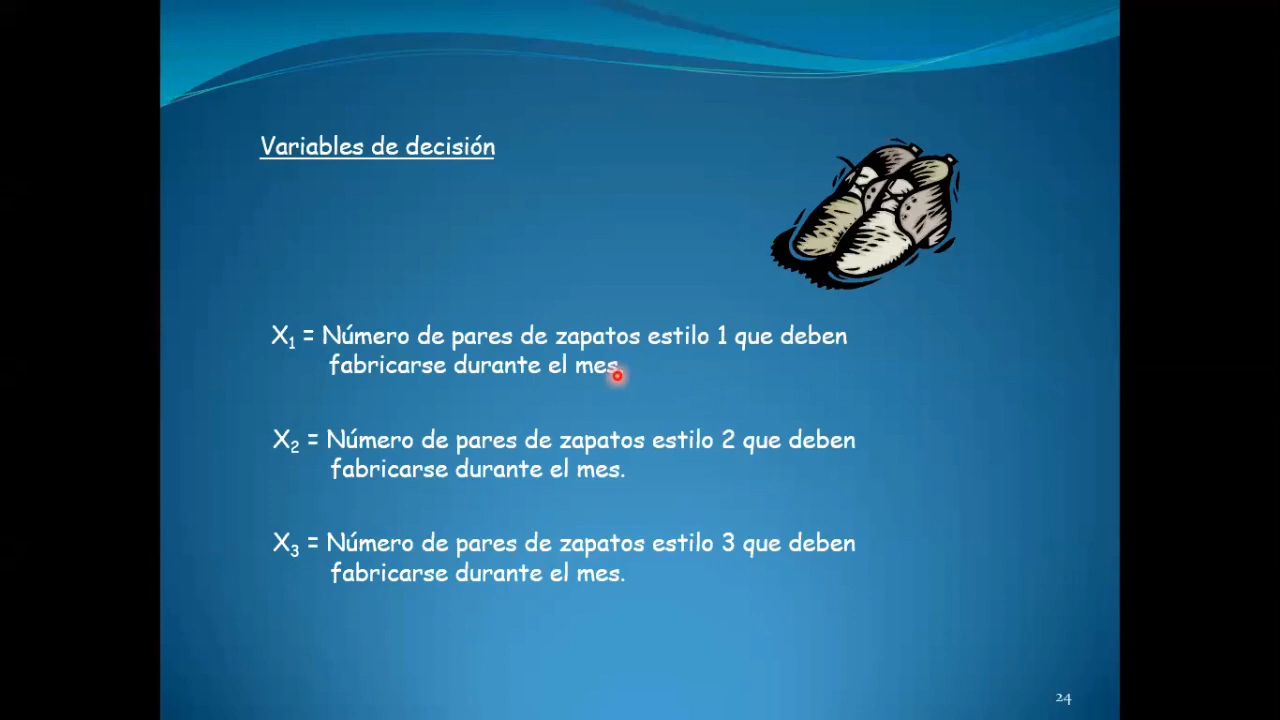 Variables de decisión
X₁ = Número de pares de zapatos estilo 1 que deben
fabricarse durante el mes.
X₂ = Número de pares de zapatos estilo 2 que deben
fabricarse durante el mes.
X₃ = Número de pares de zapatos estilo 3 que deben
fabricarse durante el mes.
24